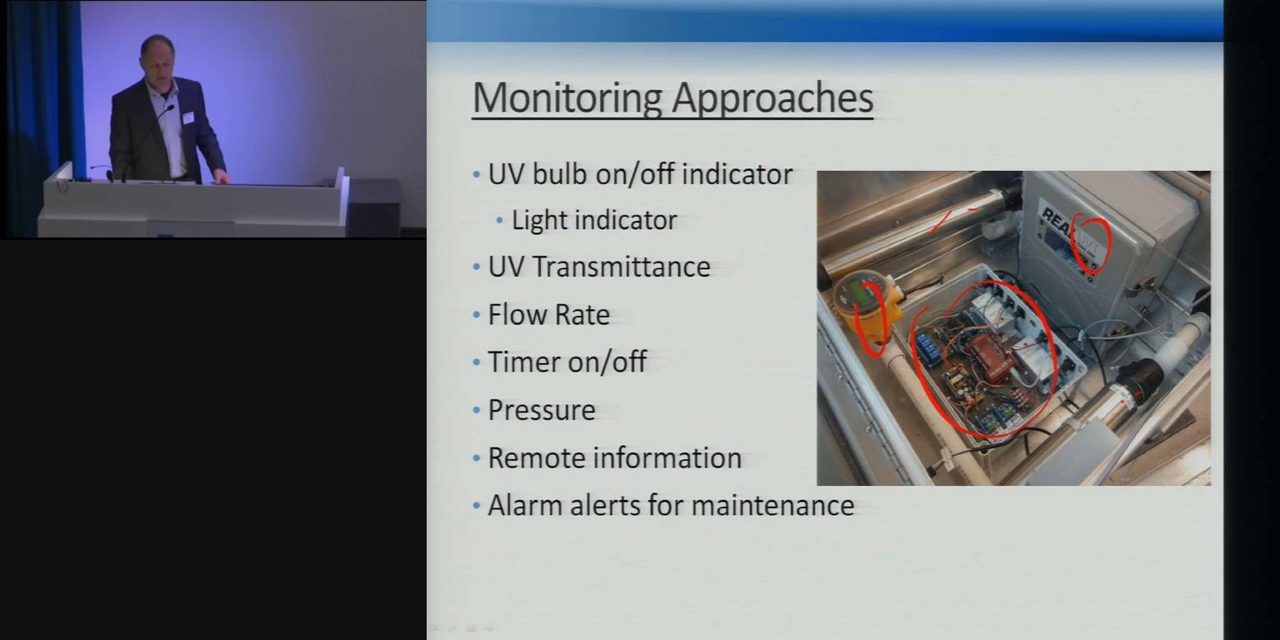 Monitoring Approaches
• UV bulb on/off indicator
• Light indicator
• UV Transmittance
• Flow Rate
• Timer on/off
• Pressure
• Remote information
• Alarm alerts for maintenance